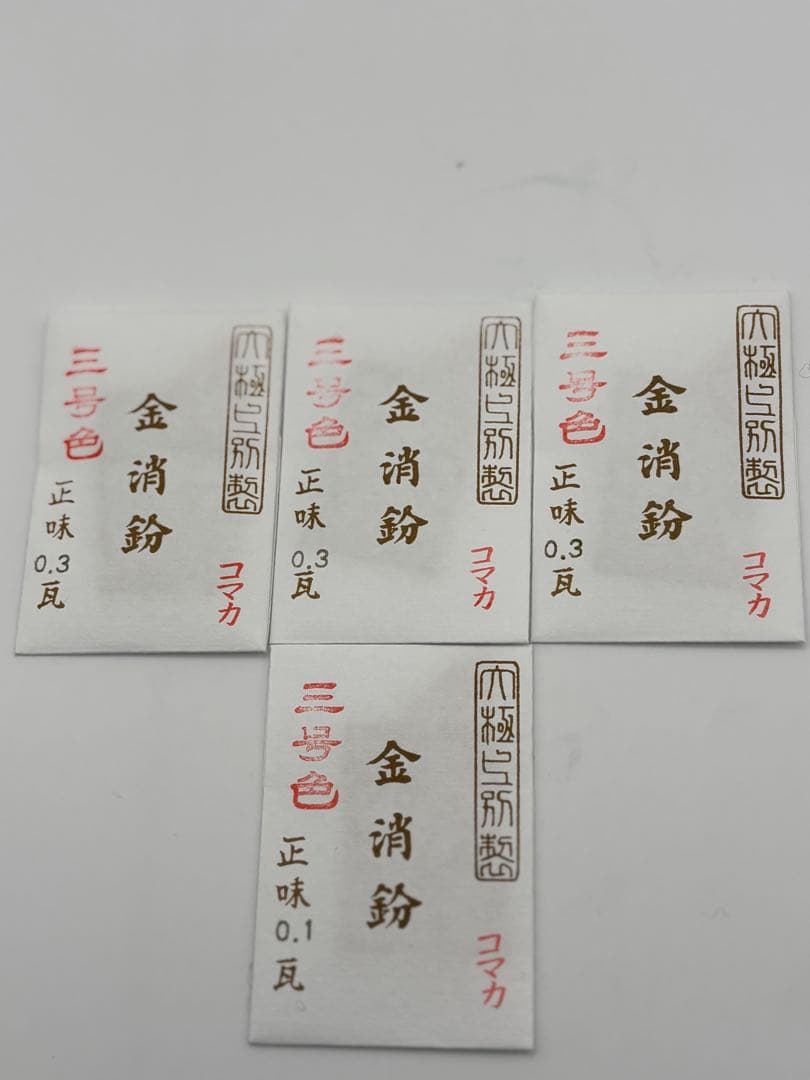 大極上別製
コマカ
金消鈖
三号色
正味0.3瓦
大極上別製
コマカ
金消鈖
三号色
正味0.3瓦
大極上別製
コマカ
金消鈖
三号色
正味0.3瓦
大極上別製
コマカ
金消鈖
三号色
正味0.1瓦